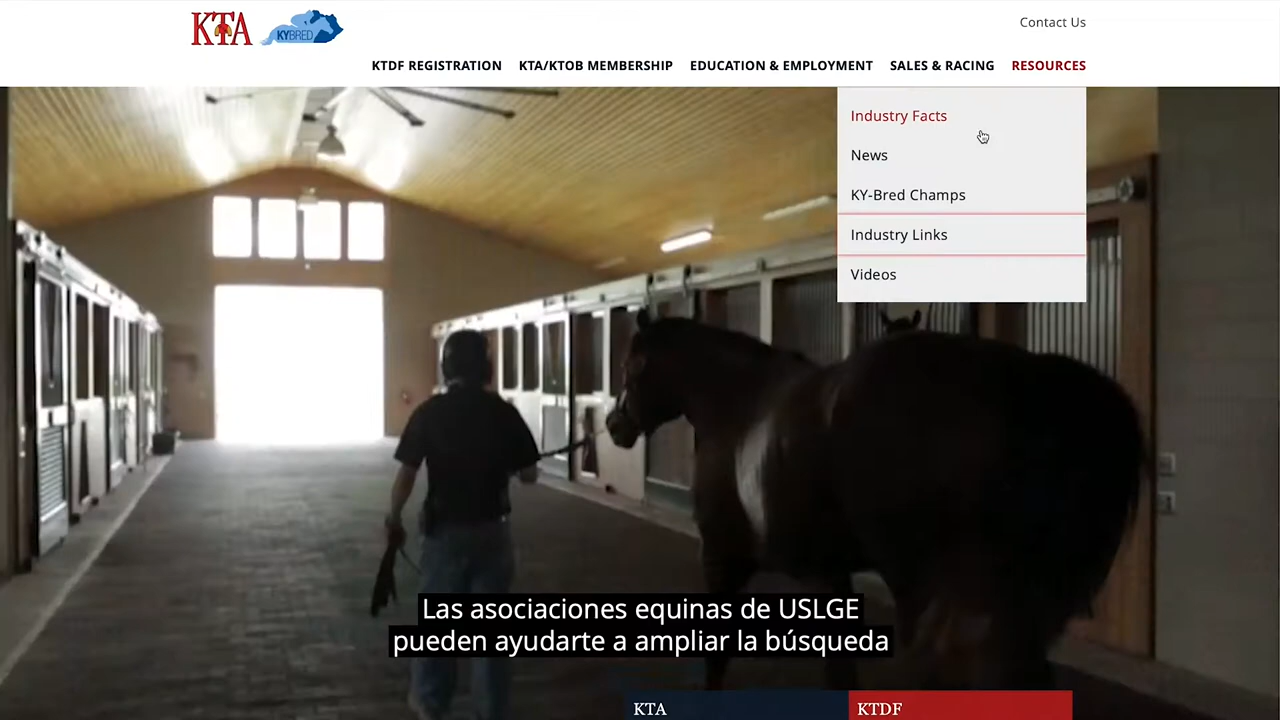 KTA
KYBRED
Contact Us
KTDF REGISTRATION
KTA/KTOB MEMBERSHIP
EDUCATION & EMPLOYMENT
SALES & RACING
RESOURCES
Industry Facts
News
KY-Bred Champs
Industry Links
Videos
Las asociaciones equinas de USLGE
pueden ayudarte a ampliar la búsqueda
KTA
KTDF